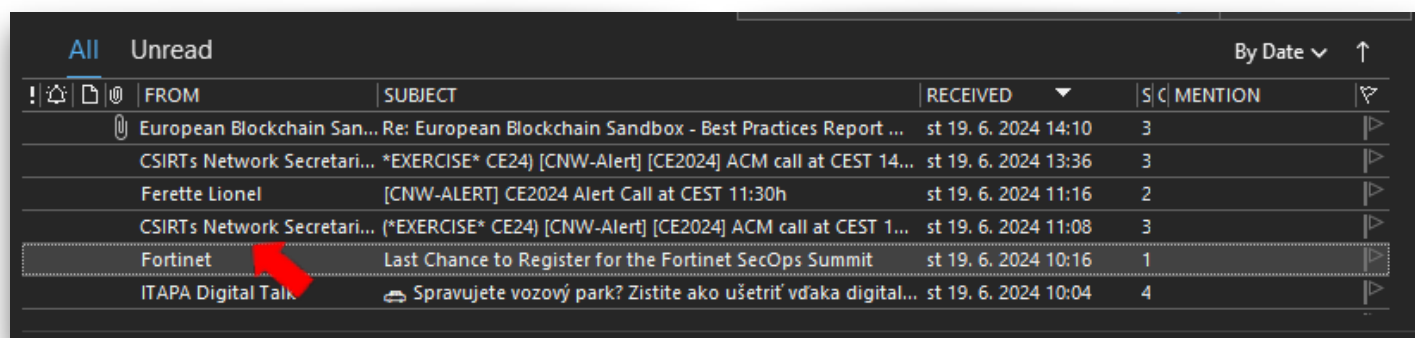 All Unread By Date
! FROM SUBJECT RECEIVED S C MENTION
European Blockchain San... Re: European Blockchain Sandbox - Best Practices Report ... st 19. 6. 2024 14:10 3
CSIRTs Network Secretari... *EXERCISE* CE24) [CNW-Alert] [CE2024] ACM call at CEST 14... st 19. 6. 2024 13:36 3
Ferette Lionel [CNW-ALERT] CE2024 Alert Call at CEST 11:30h st 19. 6. 2024 11:16 2
CSIRTs Network Secretari... (*EXERCISE* CE24) [CNW-Alert] [CE2024] ACM call at CEST 1... st 19. 6. 2024 11:08 3
Fortinet Last Chance to Register for the Fortinet SecOps Summit st 19. 6. 2024 10:16 1
ITAPA Digital Talk Spravujete vozový park? Zistite ako ušetriť vďaka digital... st 19. 6. 2024 10:04 4